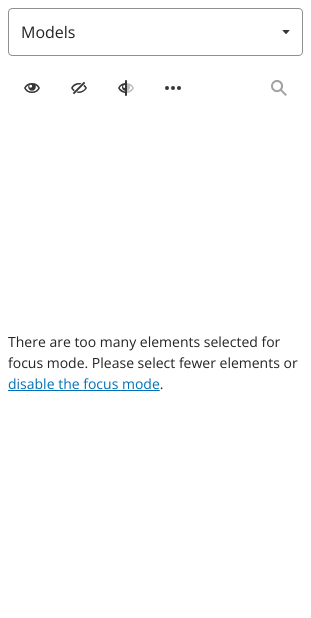 Models
There are too many elements selected for
focus mode. Please select fewer elements or
disable the focus mode.